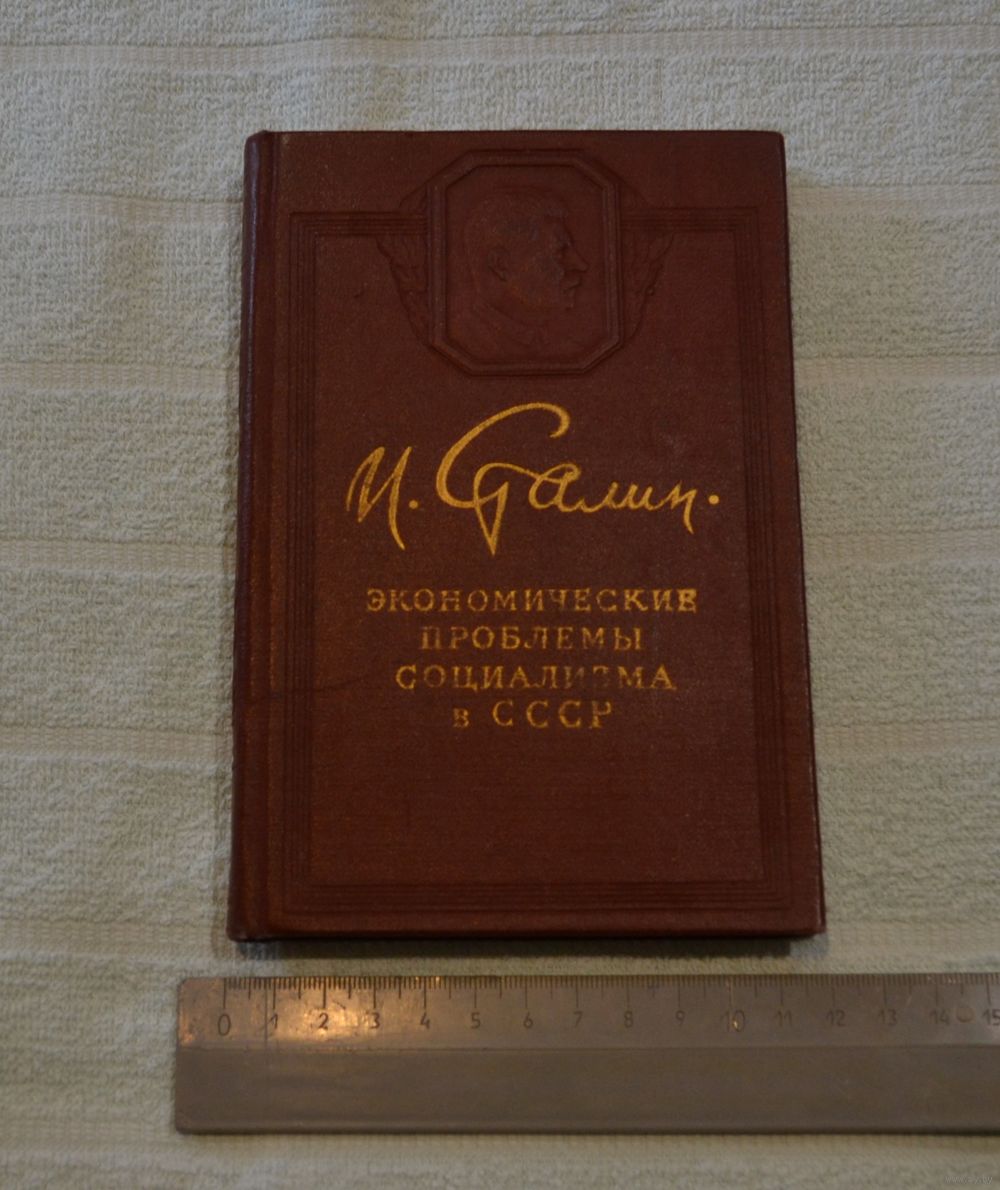 И. Сталин.
ЭКОНОМИЧЕСКИЕ
ПРОБЛЕМЫ
СОЦИАЛИЗМА
в СССР
0 1 2 3 4 5 6 7 8 9 10 11 12 13 14 15